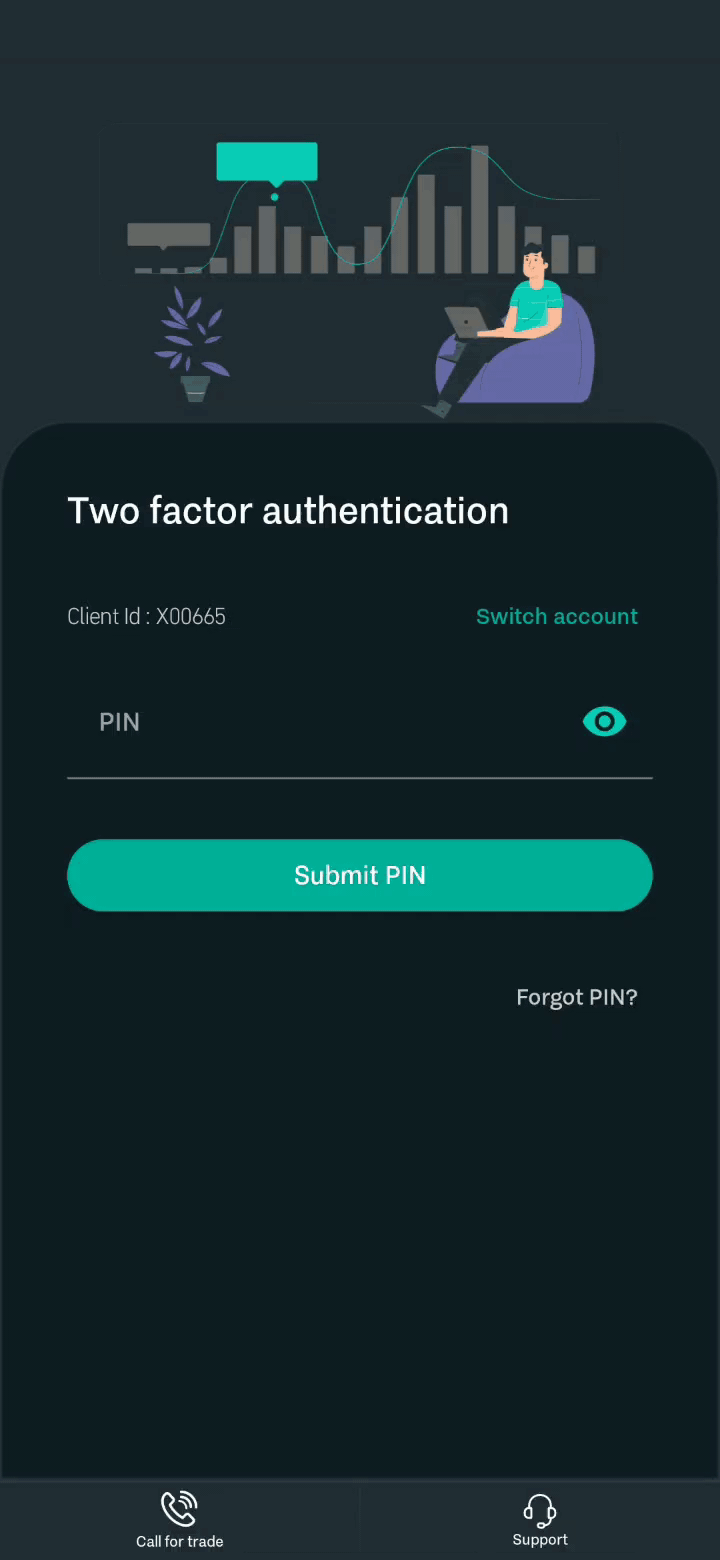 Two factor authentication
Client Id : X00665
Switch account
PIN
Submit PIN
Forgot PIN?
Call for trade
Support